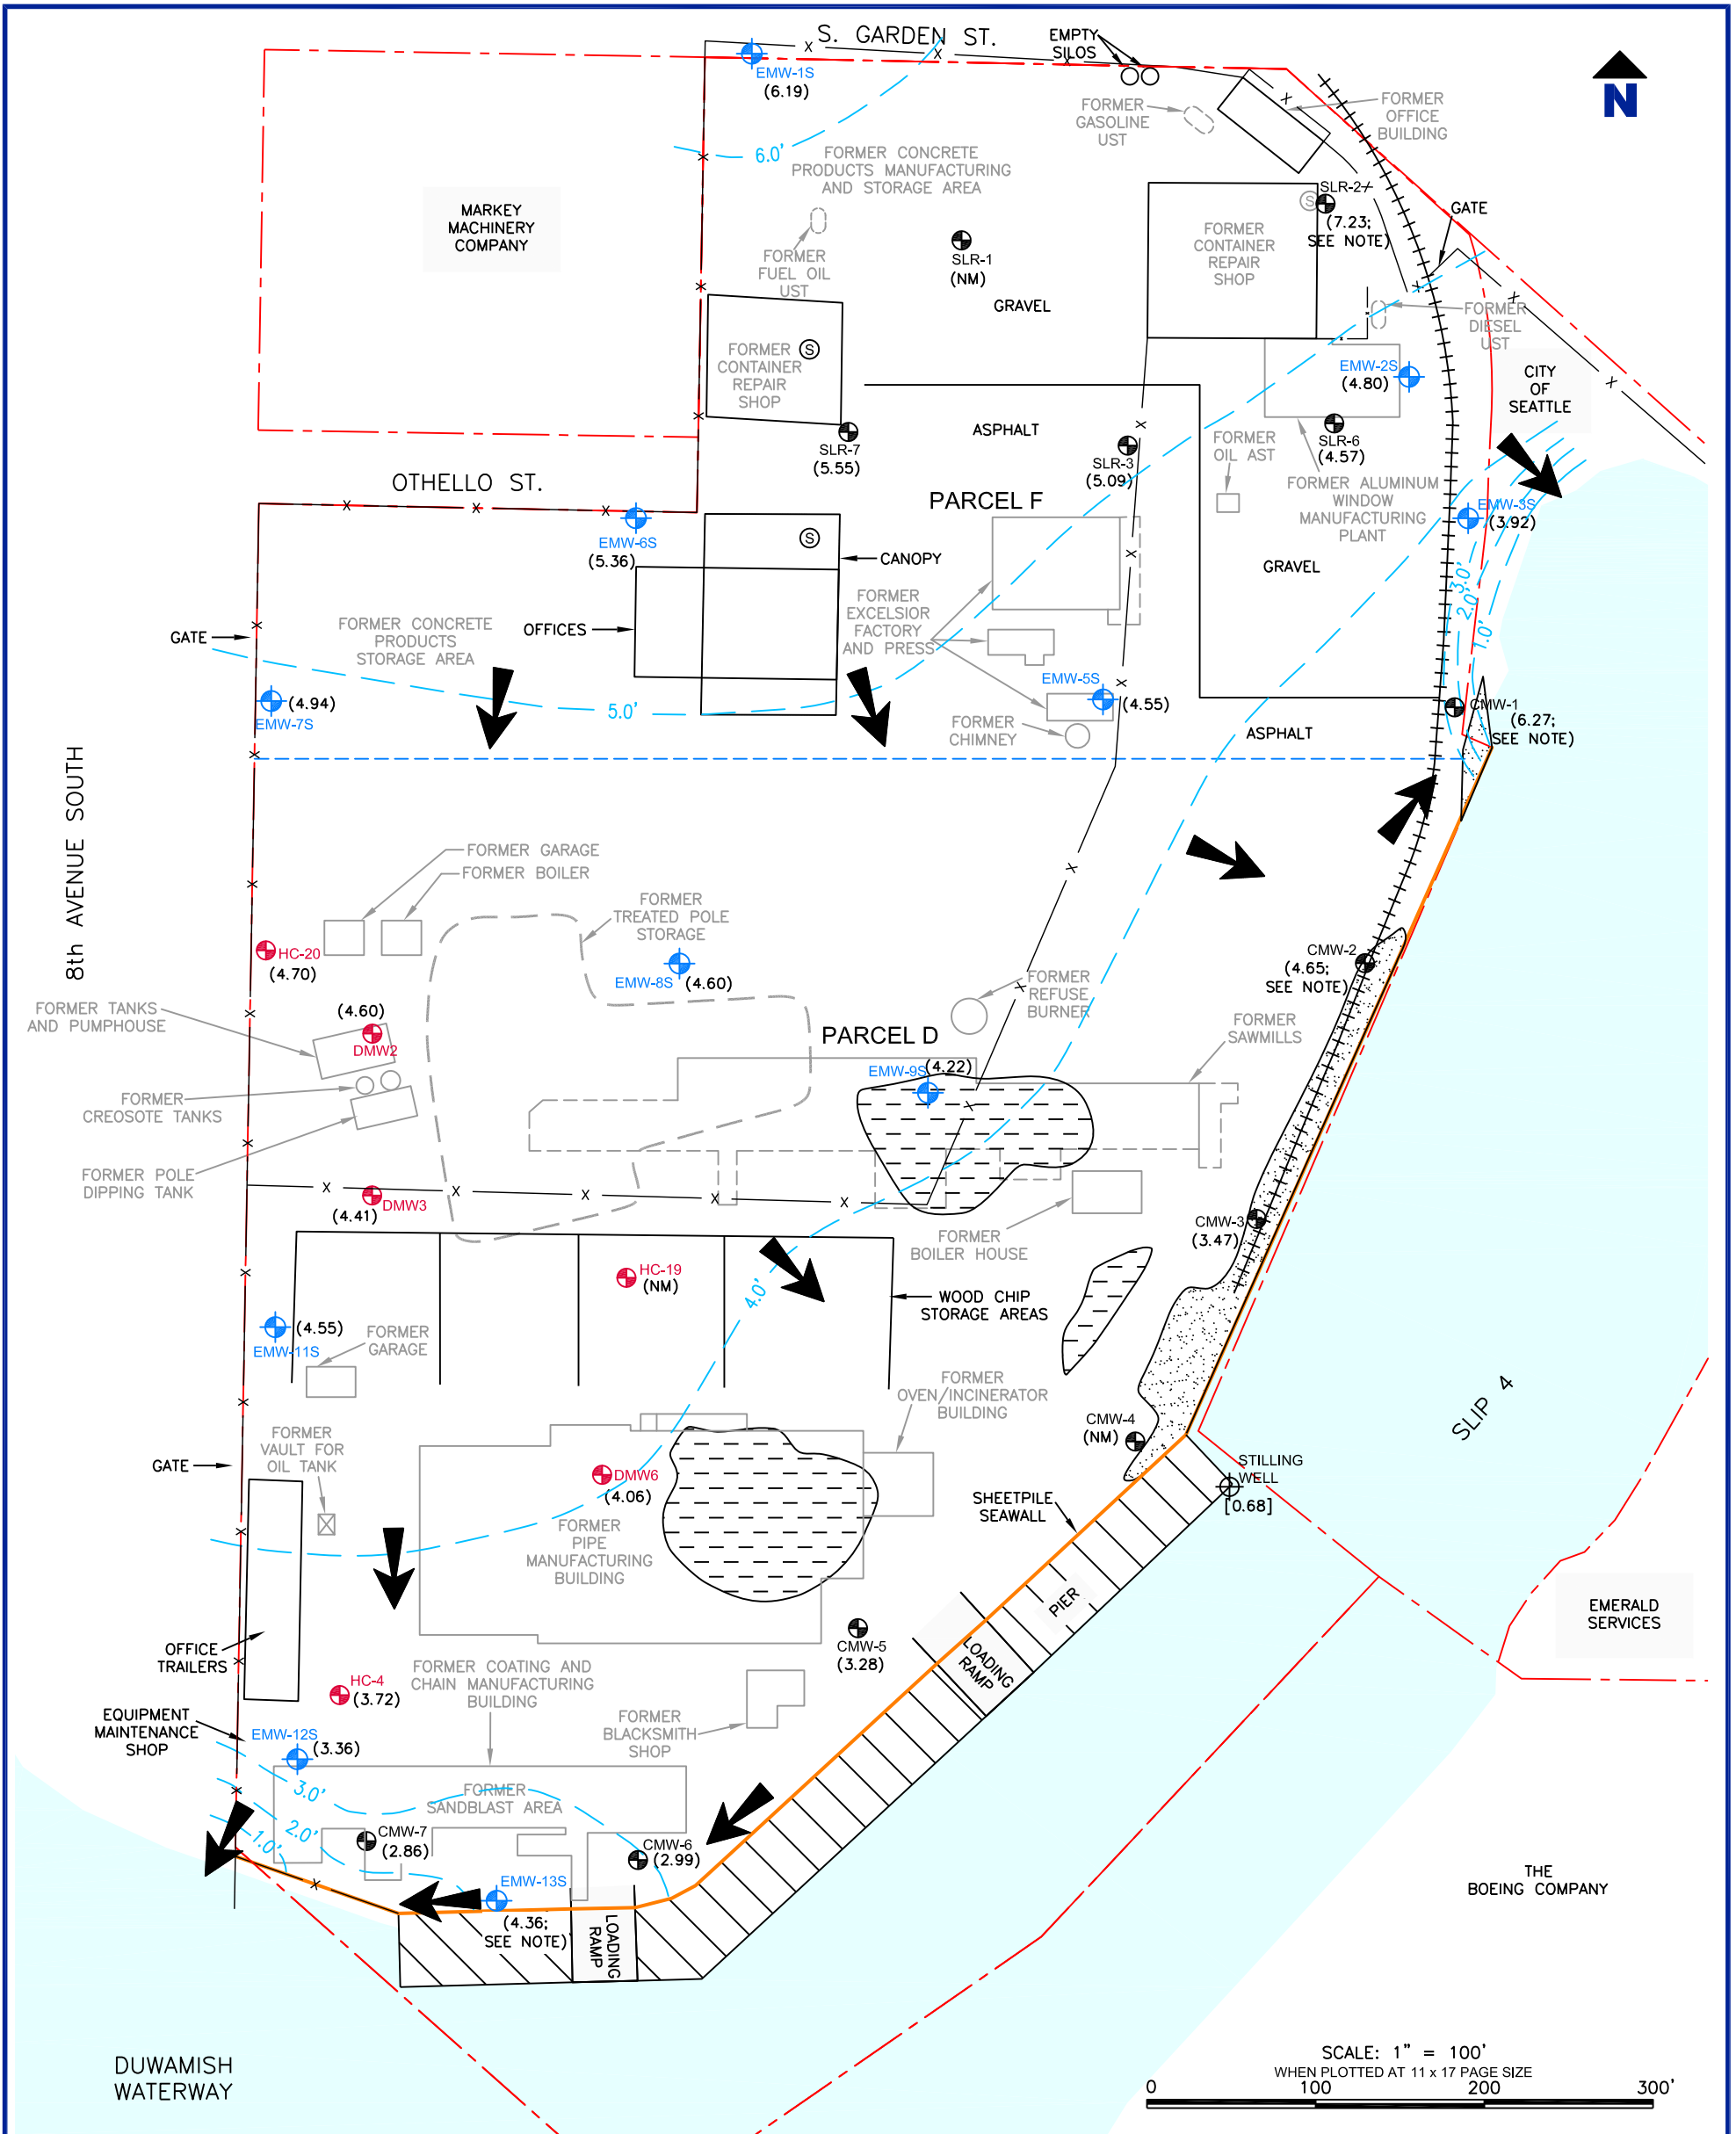 S. GARDEN ST.
EMPTY
SILOS
N
EMW-1S
(6.19)
6.0'
FORMER
GASOLINE
UST
FORMER
OFFICE
BUILDING
FORMER CONCRETE
PRODUCTS MANUFACTURING
AND STORAGE AREA
MARKEY
MACHINERY
COMPANY
SLR-2
(7.23;
SEE NOTE)
S
GATE
FORMER
FUEL OIL
UST
SLR-1
(NM)
GRAVEL
FORMER
CONTAINER
REPAIR
SHOP
FORMER
DIESEL
UST
FORMER
CONTAINER
REPAIR
SHOP
S
EMW-2S
(4.80)
CITY
OF
SEATTLE
SLR-7
(5.55)
ASPHALT
SLR-3
(5.09)
FORMER
OIL AST
SLR-6
(4.57)
OTHELLO ST.
PARCEL F
FORMER ALUMINUM
WINDOW
MANUFACTURING
PLANT
EMW-3S
(3.92)
EMW-6S
(5.36)
S
CANOPY
GRAVEL
3.0'
2.0'
1.0'
FORMER
EXCELSIOR
FACTORY
AND PRESS
GATE
FORMER CONCRETE
PRODUCTS
STORAGE AREA
OFFICES
EMW-5S
(4.55)
(4.94)
EMW-7S
5.0'
FORMER
CHIMNEY
ASPHALT
CMW-1
(6.27;
SEE NOTE)
8th AVENUE SOUTH
FORMER GARAGE
FORMER BOILER
FORMER
TREATED POLE
STORAGE
HC-20
(4.70)
EMW-8S
(4.60)
CMW-2
(4.65;
SEE NOTE)
FORMER
REFUSE
BURNER
FORMER TANKS
AND PUMPHOUSE
(4.60)
DMW2
PARCEL D
FORMER
SAWMILLS
EMW-9S
(4.22)
FORMER
CREOSOTE TANKS
FORMER POLE
DIPPING TANK
DMW3
(4.41)
CMW-3
(3.47)
FORMER
BOILER HOUSE
HC-19
(NM)
4.0'
WOOD CHIP
STORAGE AREAS
(4.55)
EMW-11S
FORMER
GARAGE
FORMER
OVEN/INCINERATOR
BUILDING
SLIP 4
FORMER
VAULT FOR
OIL TANK
CMW-4
(NM)
GATE
DMW6
(4.06)
STILLING
WELL
[0.68]
SHEETPILE
SEAWALL
FORMER
PIPE
MANUFACTURING
BUILDING
PIER
EMERALD
SERVICES
OFFICE
TRAILERS
CMW-5
(3.28)
LOADING
RAMP
FORMER COATING AND
CHAIN MANUFACTURING
BUILDING
HC-4
(3.72)
EQUIPMENT
MAINTENANCE
SHOP
FORMER
BLACKSMITH
SHOP
EMW-12S
(3.36)
3.0'
FORMER
SANDBLAST AREA
2.0'
1.0'
CMW-7
(2.86)
CMW-6
(2.99)
EMW-13S
(4.36;
SEE NOTE)
LOADING
RAMP
THE
BOEING COMPANY
DUWAMISH
WATERWAY
SCALE: 1" = 100'
WHEN PLOTTED AT 11 x 17 PAGE SIZE
0 100 200 300'